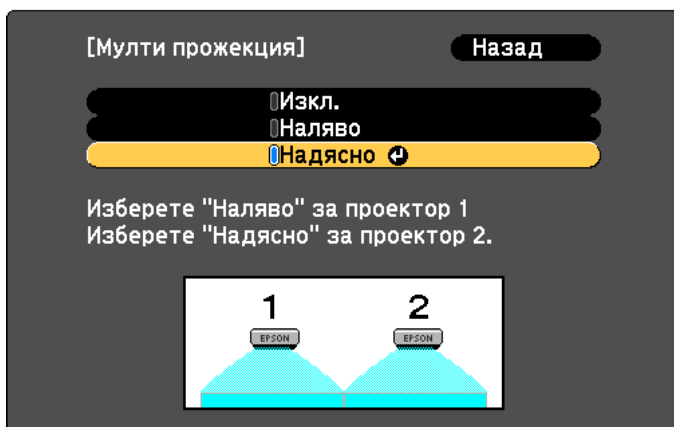 [Мулти прожекция] Назад
Изкл.
Наляво
Надясно
Изберете "Наляво" за проектор 1
Изберете "Надясно" за проектор 2.
1 2
EPSON EPSON